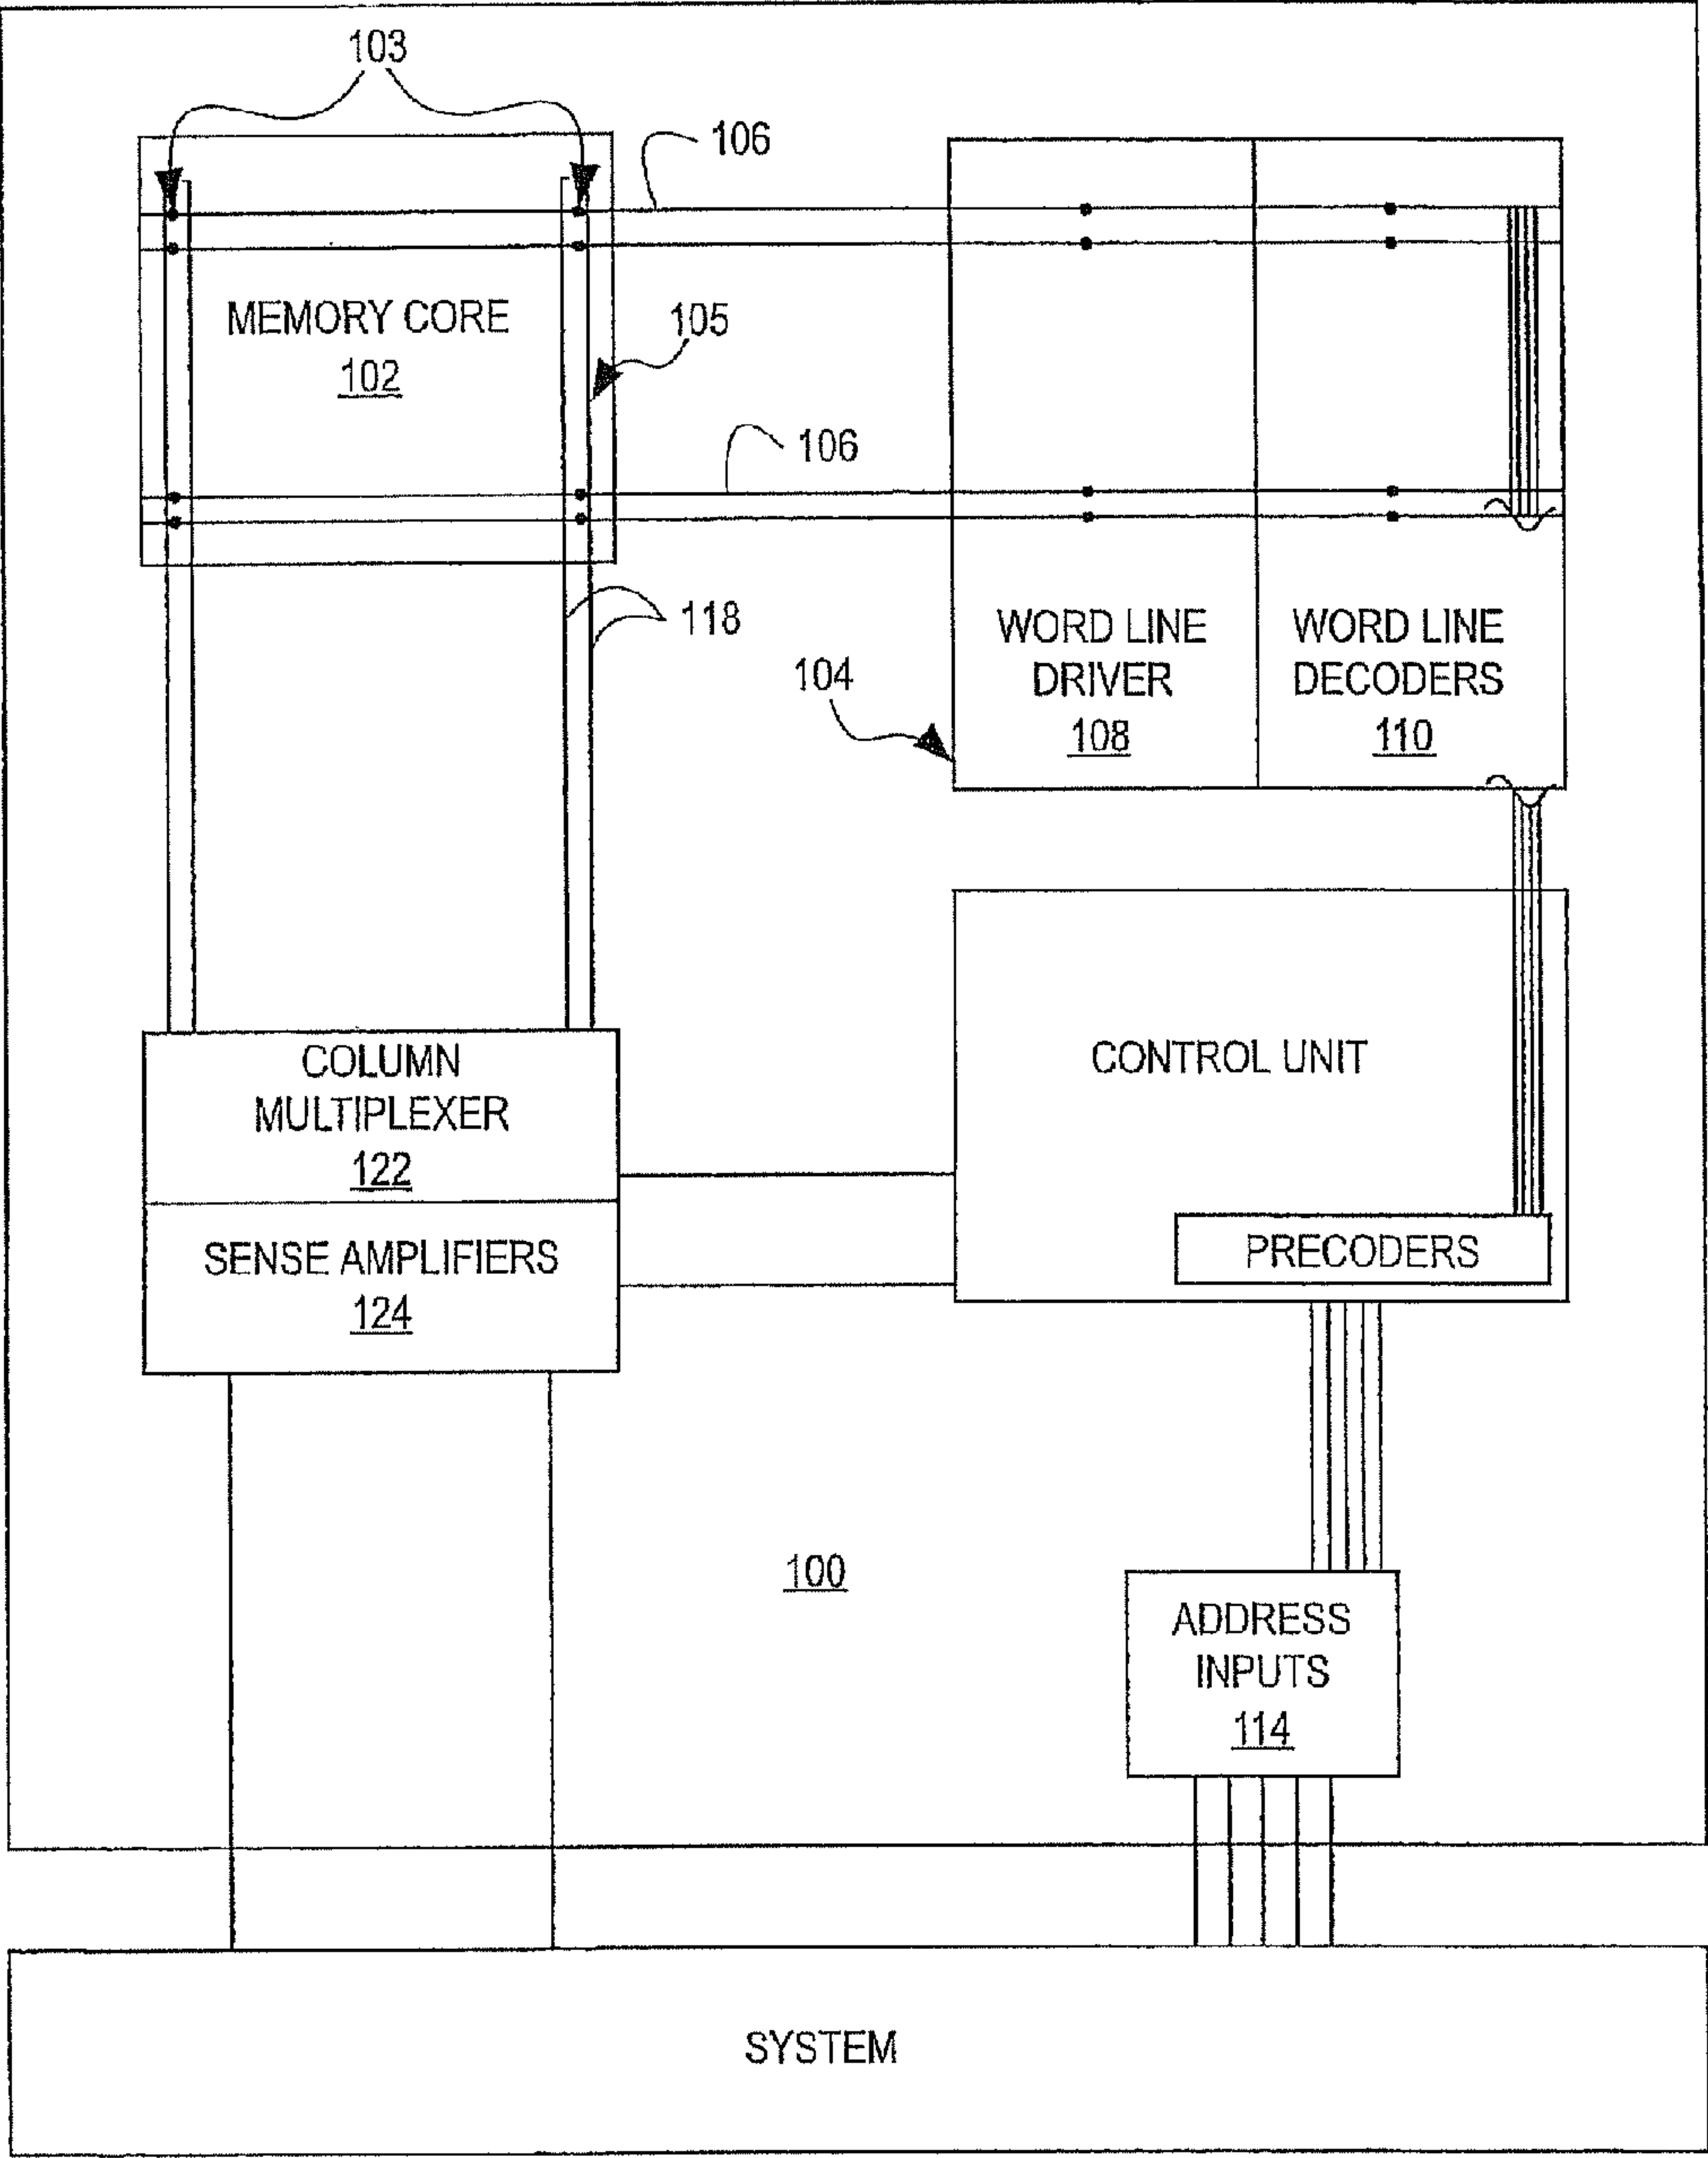 103
106
MEMORY CORE
102
105
106
118
WORD LINE
DRIVER
108
WORD LINE
DECODERS
110
104
COLUMN
MULTIPLEXER
122
SENSE AMPLIFIERS
124
CONTROL UNIT
PRECODERS
100
ADDRESS
INPUTS
114
SYSTEM